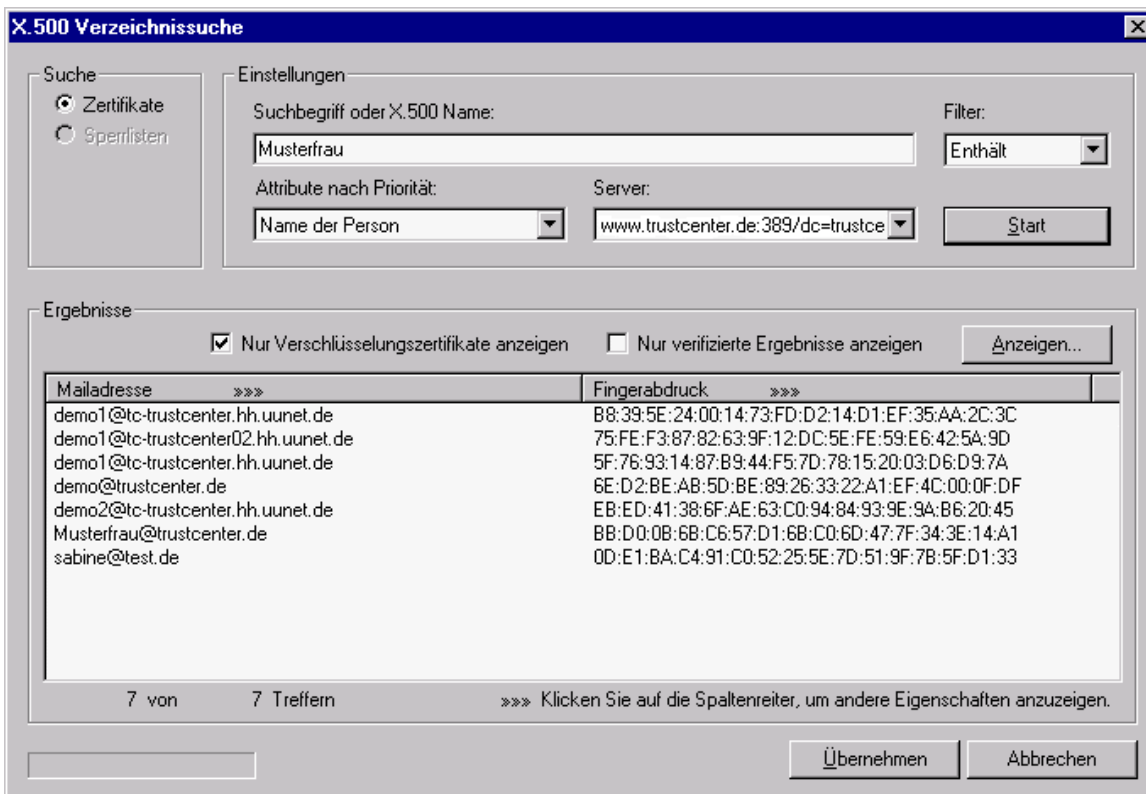 X.500 Verzeichnissuche
Suche
Zertifikate
Sperrlisten
Einstellungen
Suchbegriff oder X.500 Name:
Filter:
Musterfrau
Enthält
Attribute nach Priorität:
Server:
Name der Person
www.trustcenter.de:389/dc=trustce
Start
Ergebnisse
Nur Verschlüsselungszertifikate anzeigen
Nur verifizierte Ergebnisse anzeigen
Anzeigen...
Mailadresse »»» Fingerabdruck »»»
demo1@tc-trustcenter.hh.uunet.de B8:39:5E:24:00:14:73:FD:D2:14:D1:EF:35:AA:2C:3C
demo1@tc-trustcenter02.hh.uunet.de 75:FE:F3:87:82:63:9F:12:DC:5E:FE:59:E6:42:5A:9D
demo1@tc-trustcenter.hh.uunet.de 5F:76:93:14:87:B9:44:F5:7D:78:15:20:03:D6:D9:7A
demo@trustcenter.de 6E:D2:BE:AB:5D:BE:89:26:33:22:A1:EF:4C:00:0F:DF
demo2@tc-trustcenter.hh.uunet.de EB:ED:41:38:6F:AE:63:C0:94:84:93:9E:9A:B6:20:45
Musterfrau@trustcenter.de BB:D0:0B:6B:C6:57:D1:6B:C0:6D:47:7F:34:3E:14:A1
sabine@test.de 0D:E1:BA:C4:91:C0:52:25:5E:7D:51:9F:7B:5F:D1:33
7 von 7 Treffern »»» Klicken Sie auf die Spaltenreiter, um andere Eigenschaften anzuzeigen.
Übernehmen
Abbrechen